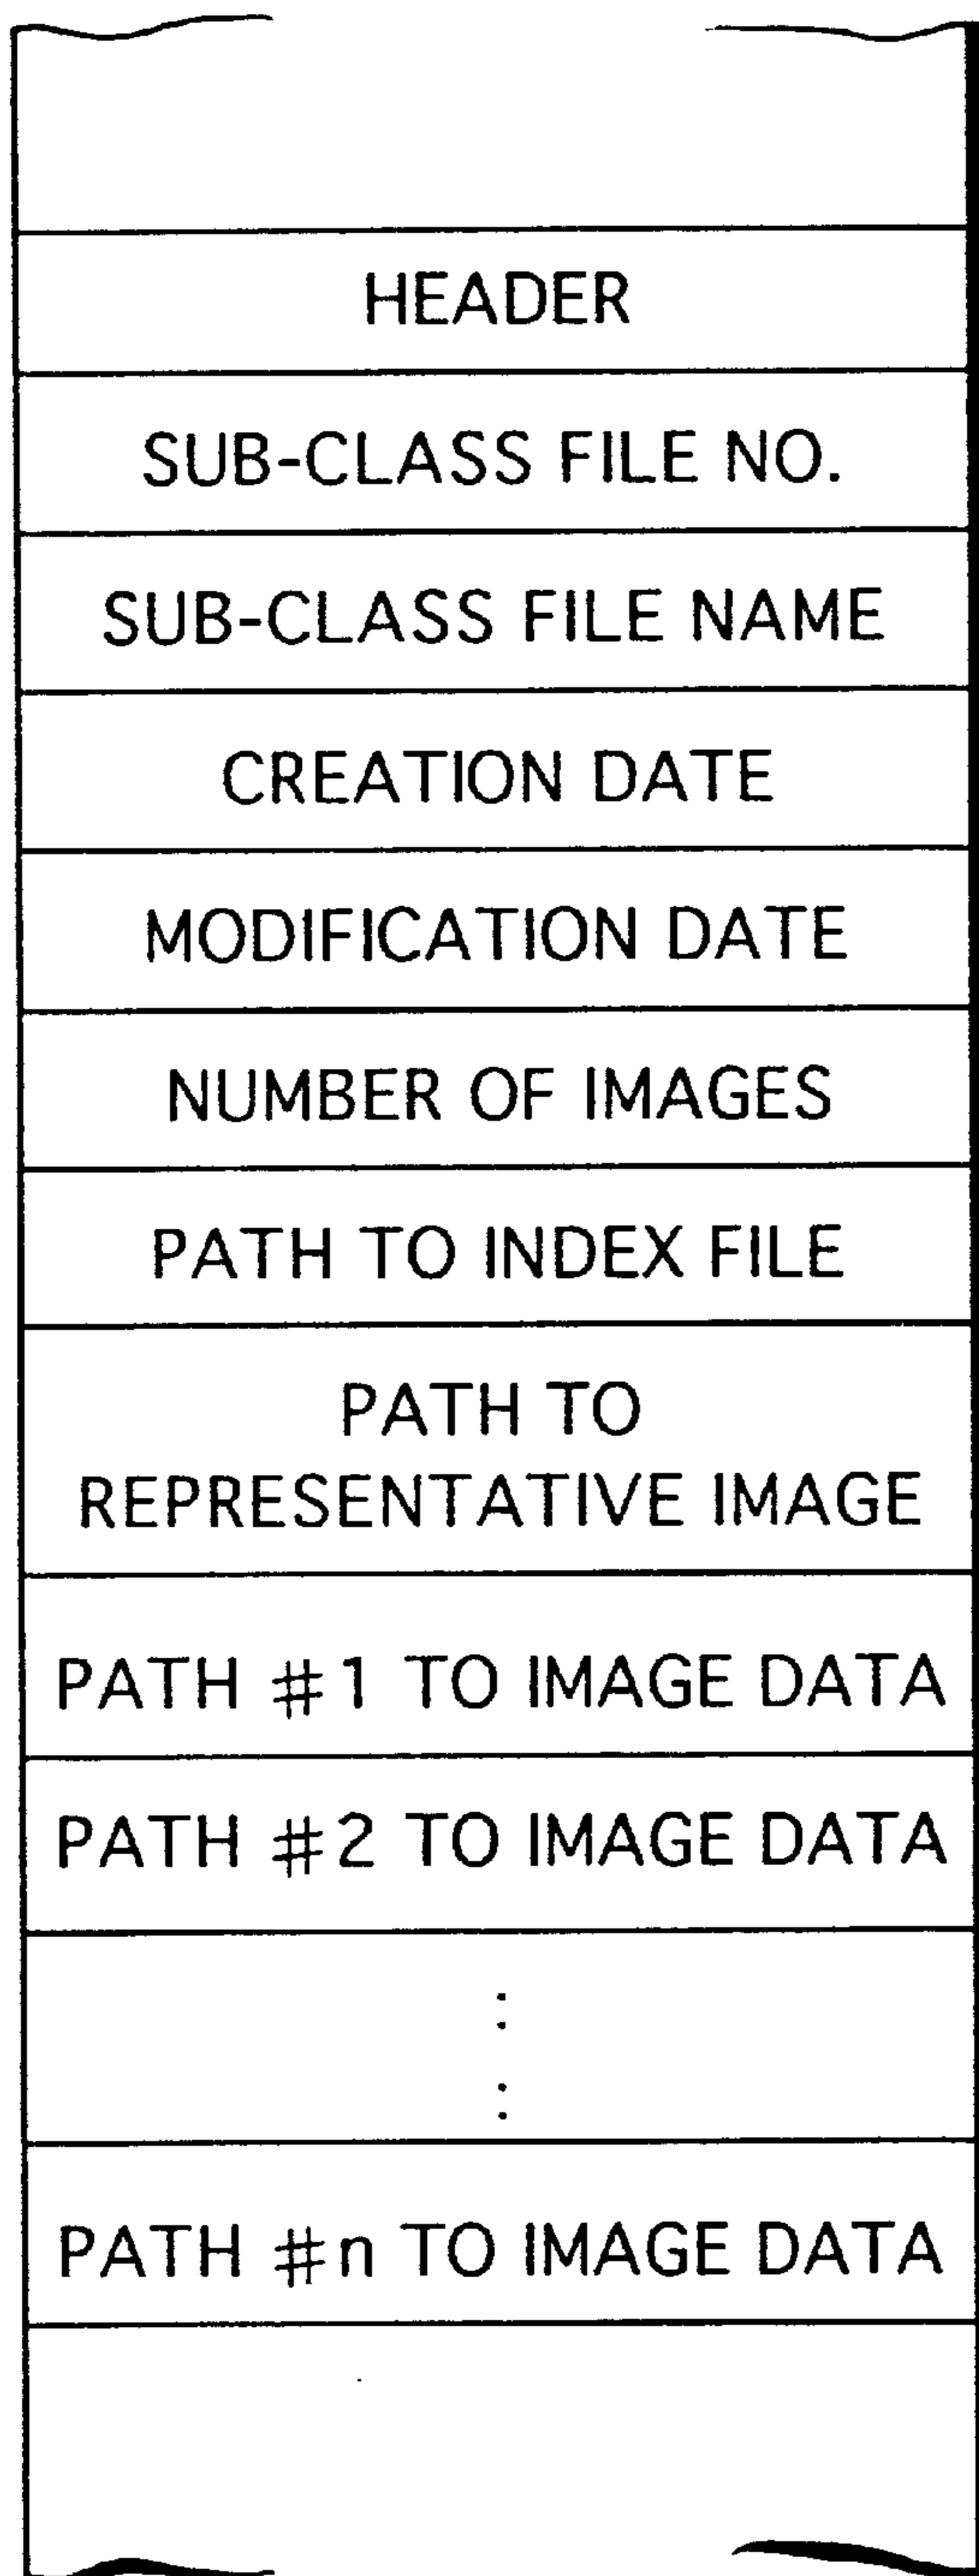 HEADER
SUB-CLASS FILE NO.
SUB-CLASS FILE NAME
CREATION DATE
MODIFICATION DATE
NUMBER OF IMAGES
PATH TO INDEX FILE
PATH TO
REPRESENTATIVE IMAGE
PATH #1 TO IMAGE DATA
PATH #2 TO IMAGE DATA
:
:
PATH #n TO IMAGE DATA